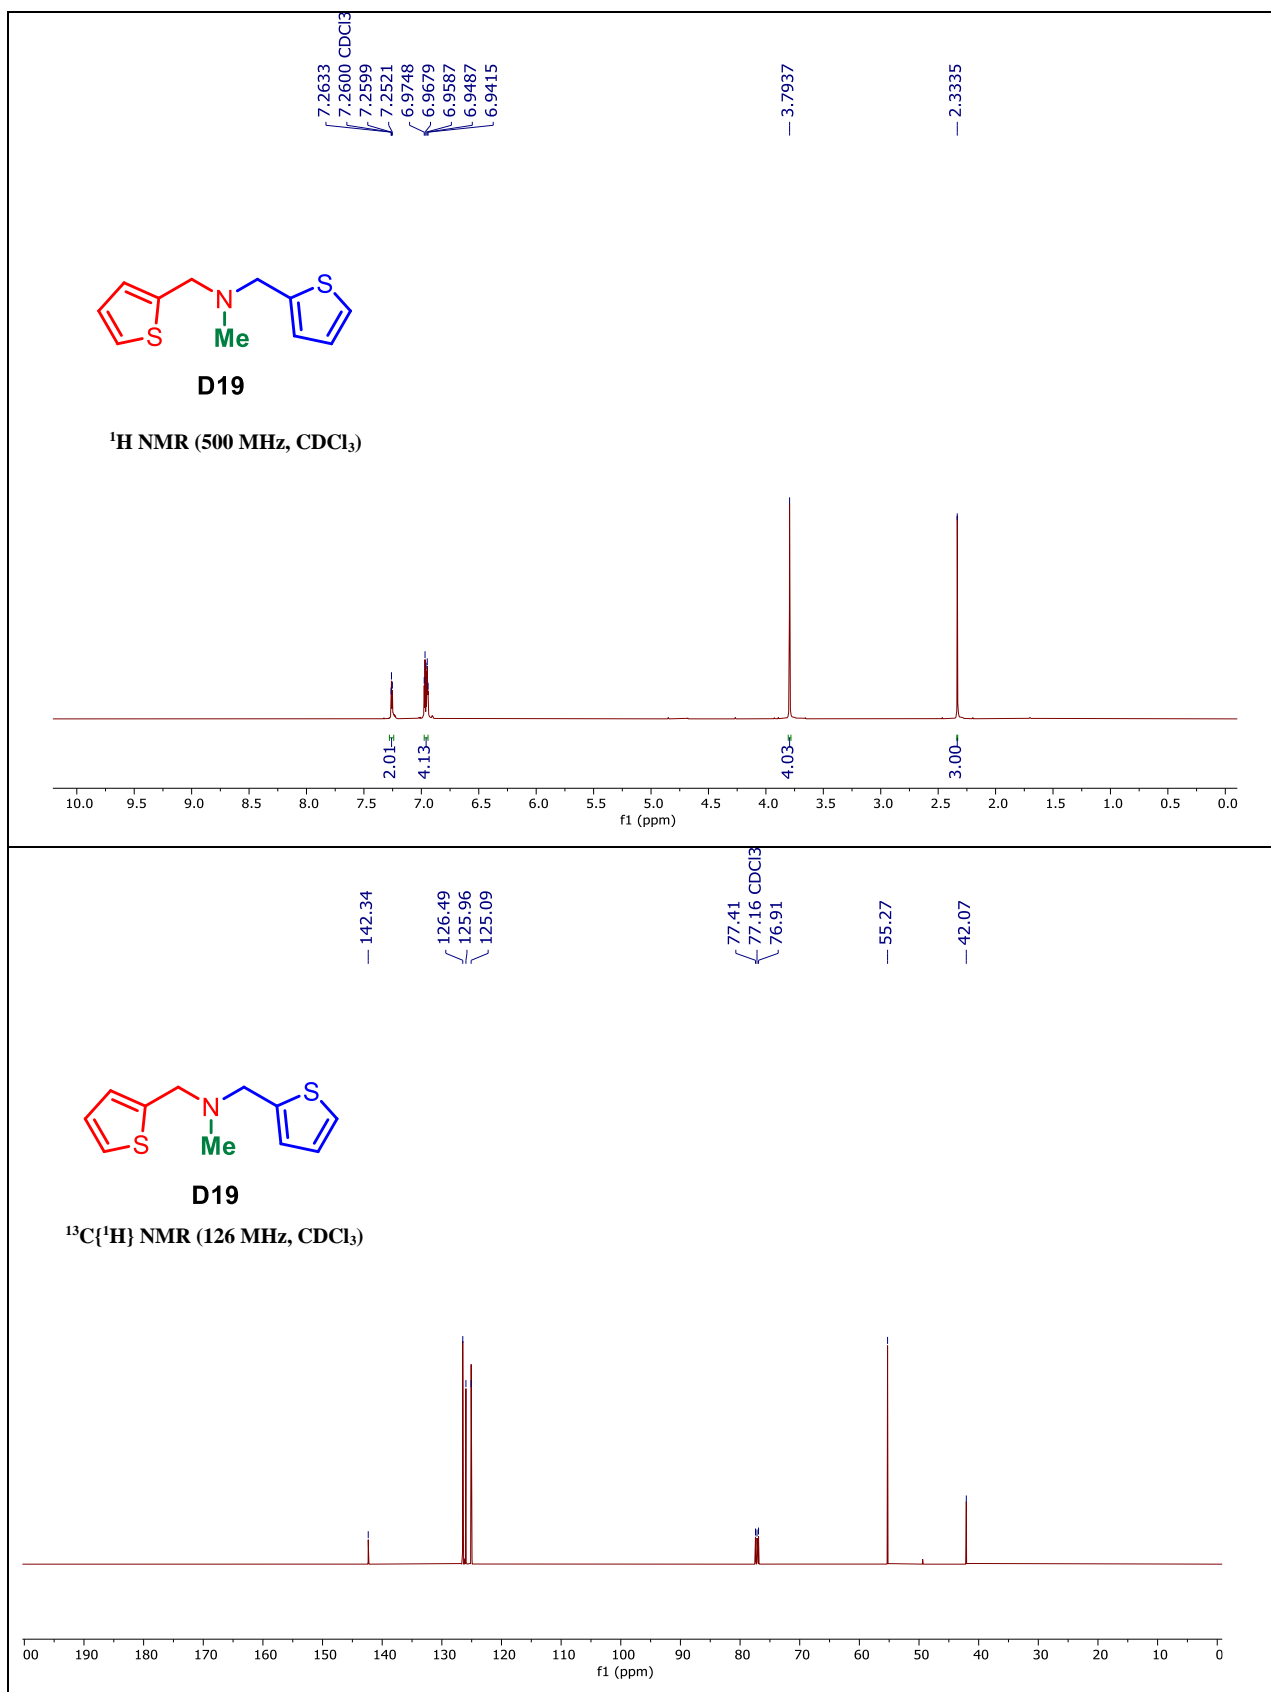 7.2633
7.2600 CDCl3
7.2599
7.2521
6.9748
6.9679
6.9587
6.9487
6.9415
3.7937
2.3335
S
N
S
Me
D19
¹H NMR (500 MHz, CDCl₃)
2.01
4.13
4.03
3.00
10.0 9.5 9.0 8.5 8.0 7.5 7.0 6.5 6.0 5.5 5.0 4.5 4.0 3.5 3.0 2.5 2.0 1.5 1.0 0.5 0.0
f1 (ppm)
142.34
126.49
125.96
125.09
77.41
77.16 CDCl3
76.91
55.27
42.07
S
N
S
Me
D19
¹³C{¹H} NMR (126 MHz, CDCl₃)
00 190 180 170 160 150 140 130 120 110 100 90 80 70 60 50 40 30 20 10 0
f1 (ppm)